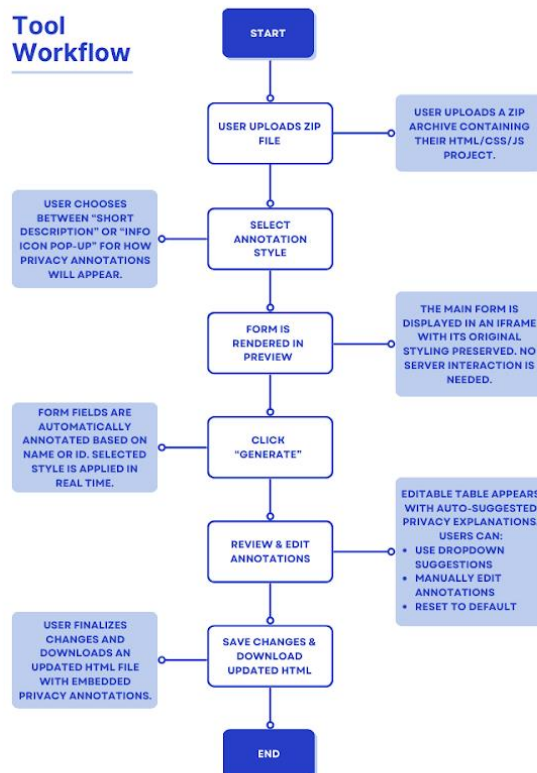 Tool
Workflow
START
USER UPLOADS ZIP
FILE
USER UPLOADS A ZIP
ARCHIVE CONTAINING
THEIR HTML/CSS/JS
PROJECT.
USER CHOOSES
BETWEEN “SHORT
DESCRIPTION” OR “INFO
ICON POP-UP” FOR HOW
PRIVACY ANNOTATIONS
WILL APPEAR.
SELECT
ANNOTATION
STYLE
FORM IS
RENDERED IN
PREVIEW
THE MAIN FORM IS
DISPLAYED IN AN IFRAME
WITH ITS ORIGINAL
STYLING PRESERVED. NO
SERVER INTERACTION IS
NEEDED.
FORM FIELDS ARE
AUTOMATICALLY
ANNOTATED BASED ON
NAME OR ID. SELECTED
STYLE IS APPLIED IN
REAL TIME.
CLICK
“GENERATE”
REVIEW & EDIT
ANNOTATIONS
EDITABLE TABLE APPEARS
WITH AUTO-SUGGESTED
PRIVACY EXPLANATIONS
USERS CAN:
• USE DROPDOWN
SUGGESTIONS
• MANUALLY EDIT
ANNOTATIONS
• RESET TO DEFAULT
USER FINALIZES
CHANGES AND
DOWNLOADS AN
UPDATED HTML FILE
WITH EMBEDDED
PRIVACY ANNOTATIONS.
SAVE CHANGES &
DOWNLOAD
UPDATED HTML
END